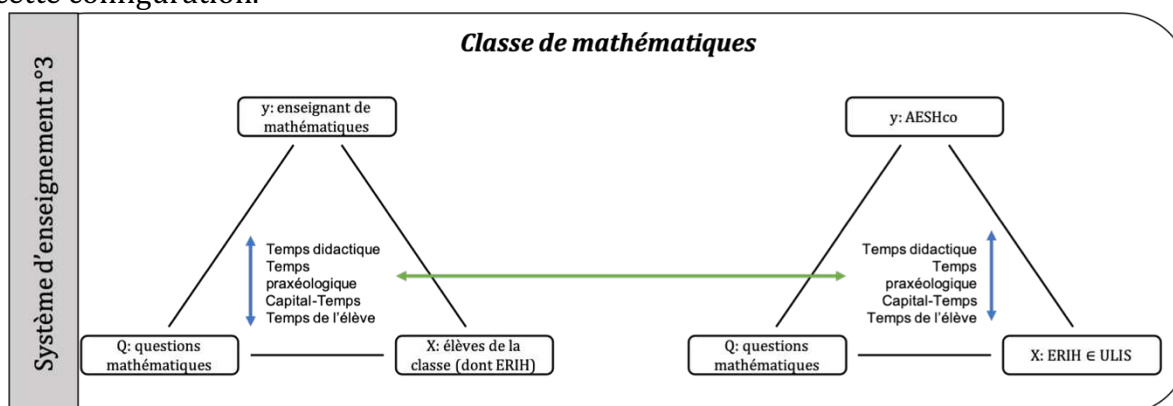 cette configuration.
Système d'enseignement n°3
Classe de mathématiques
y: enseignant de
mathématiques
Temps didactique
Temps
praxéologique
Capital-Temps
Temps de l'élève
Q: questions
mathématiques
X: élèves de la
classe (dont ERIH)
y: AESHco
Temps didactique
Temps
praxéologique
Capital-Temps
Temps de l'élève
Q: questions
mathématiques
X: ERIH ∈ ULIS